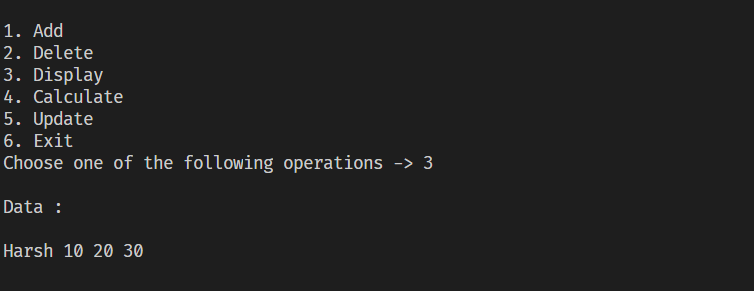 1. Add
2. Delete
3. Display
4. Calculate
5. Update
6. Exit
Choose one of the following operations -> 3
Data :
Harsh 10 20 30